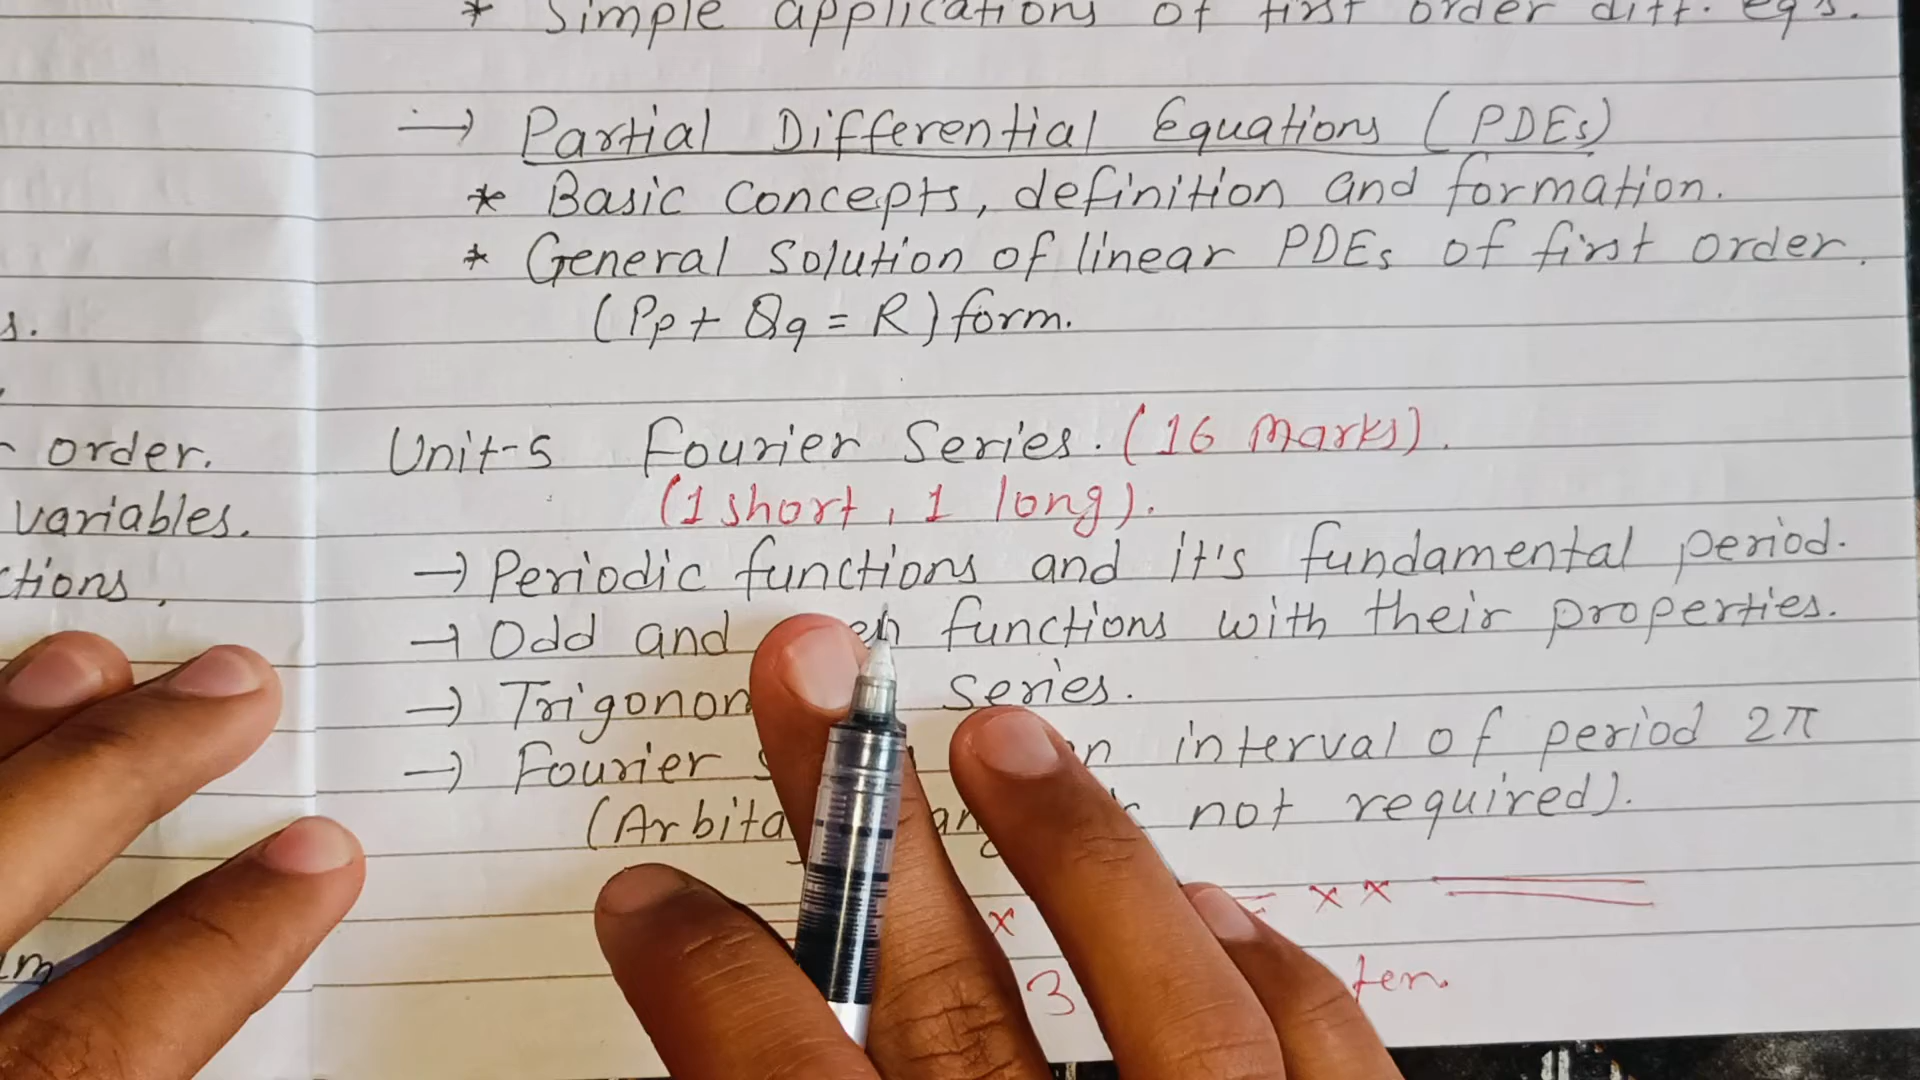 * Simple applications of first order diff. eqs.
→ Partial Differential Equations (PDEs)
* Basic concepts, definition and formation.
* General Solution of linear PDEs of first order.
(Pp + Qq = R) form.
s.
order.
variables.
Unit-5 Fourier Series. (16 Marks).
(1 short, 1 long).
→ Periodic functions and it's fundamental period.
→ Odd and functions with their properties.
→ Series.
→ Fourier interval of period 2π
not required).
x = x x
3